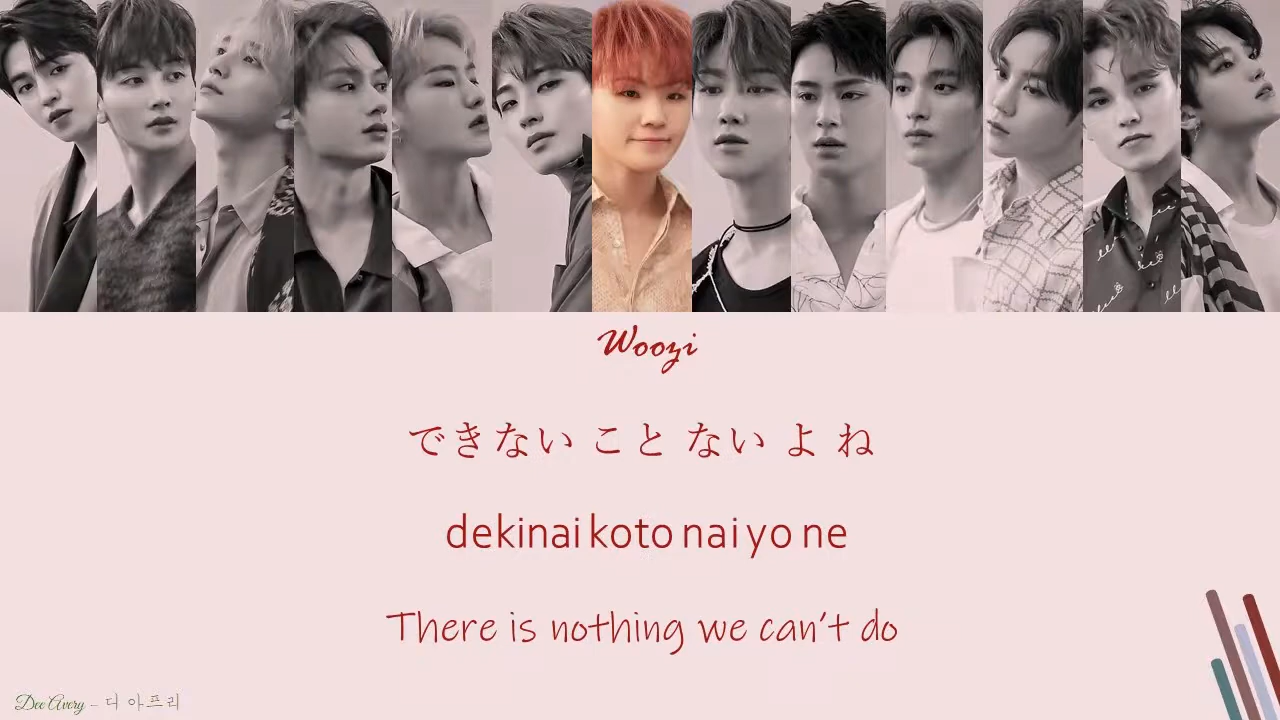 Woozi
できない こと ない よ ね
dekinai koto nai yo ne
There is nothing we can't do
Dee Avery – 디 아프리